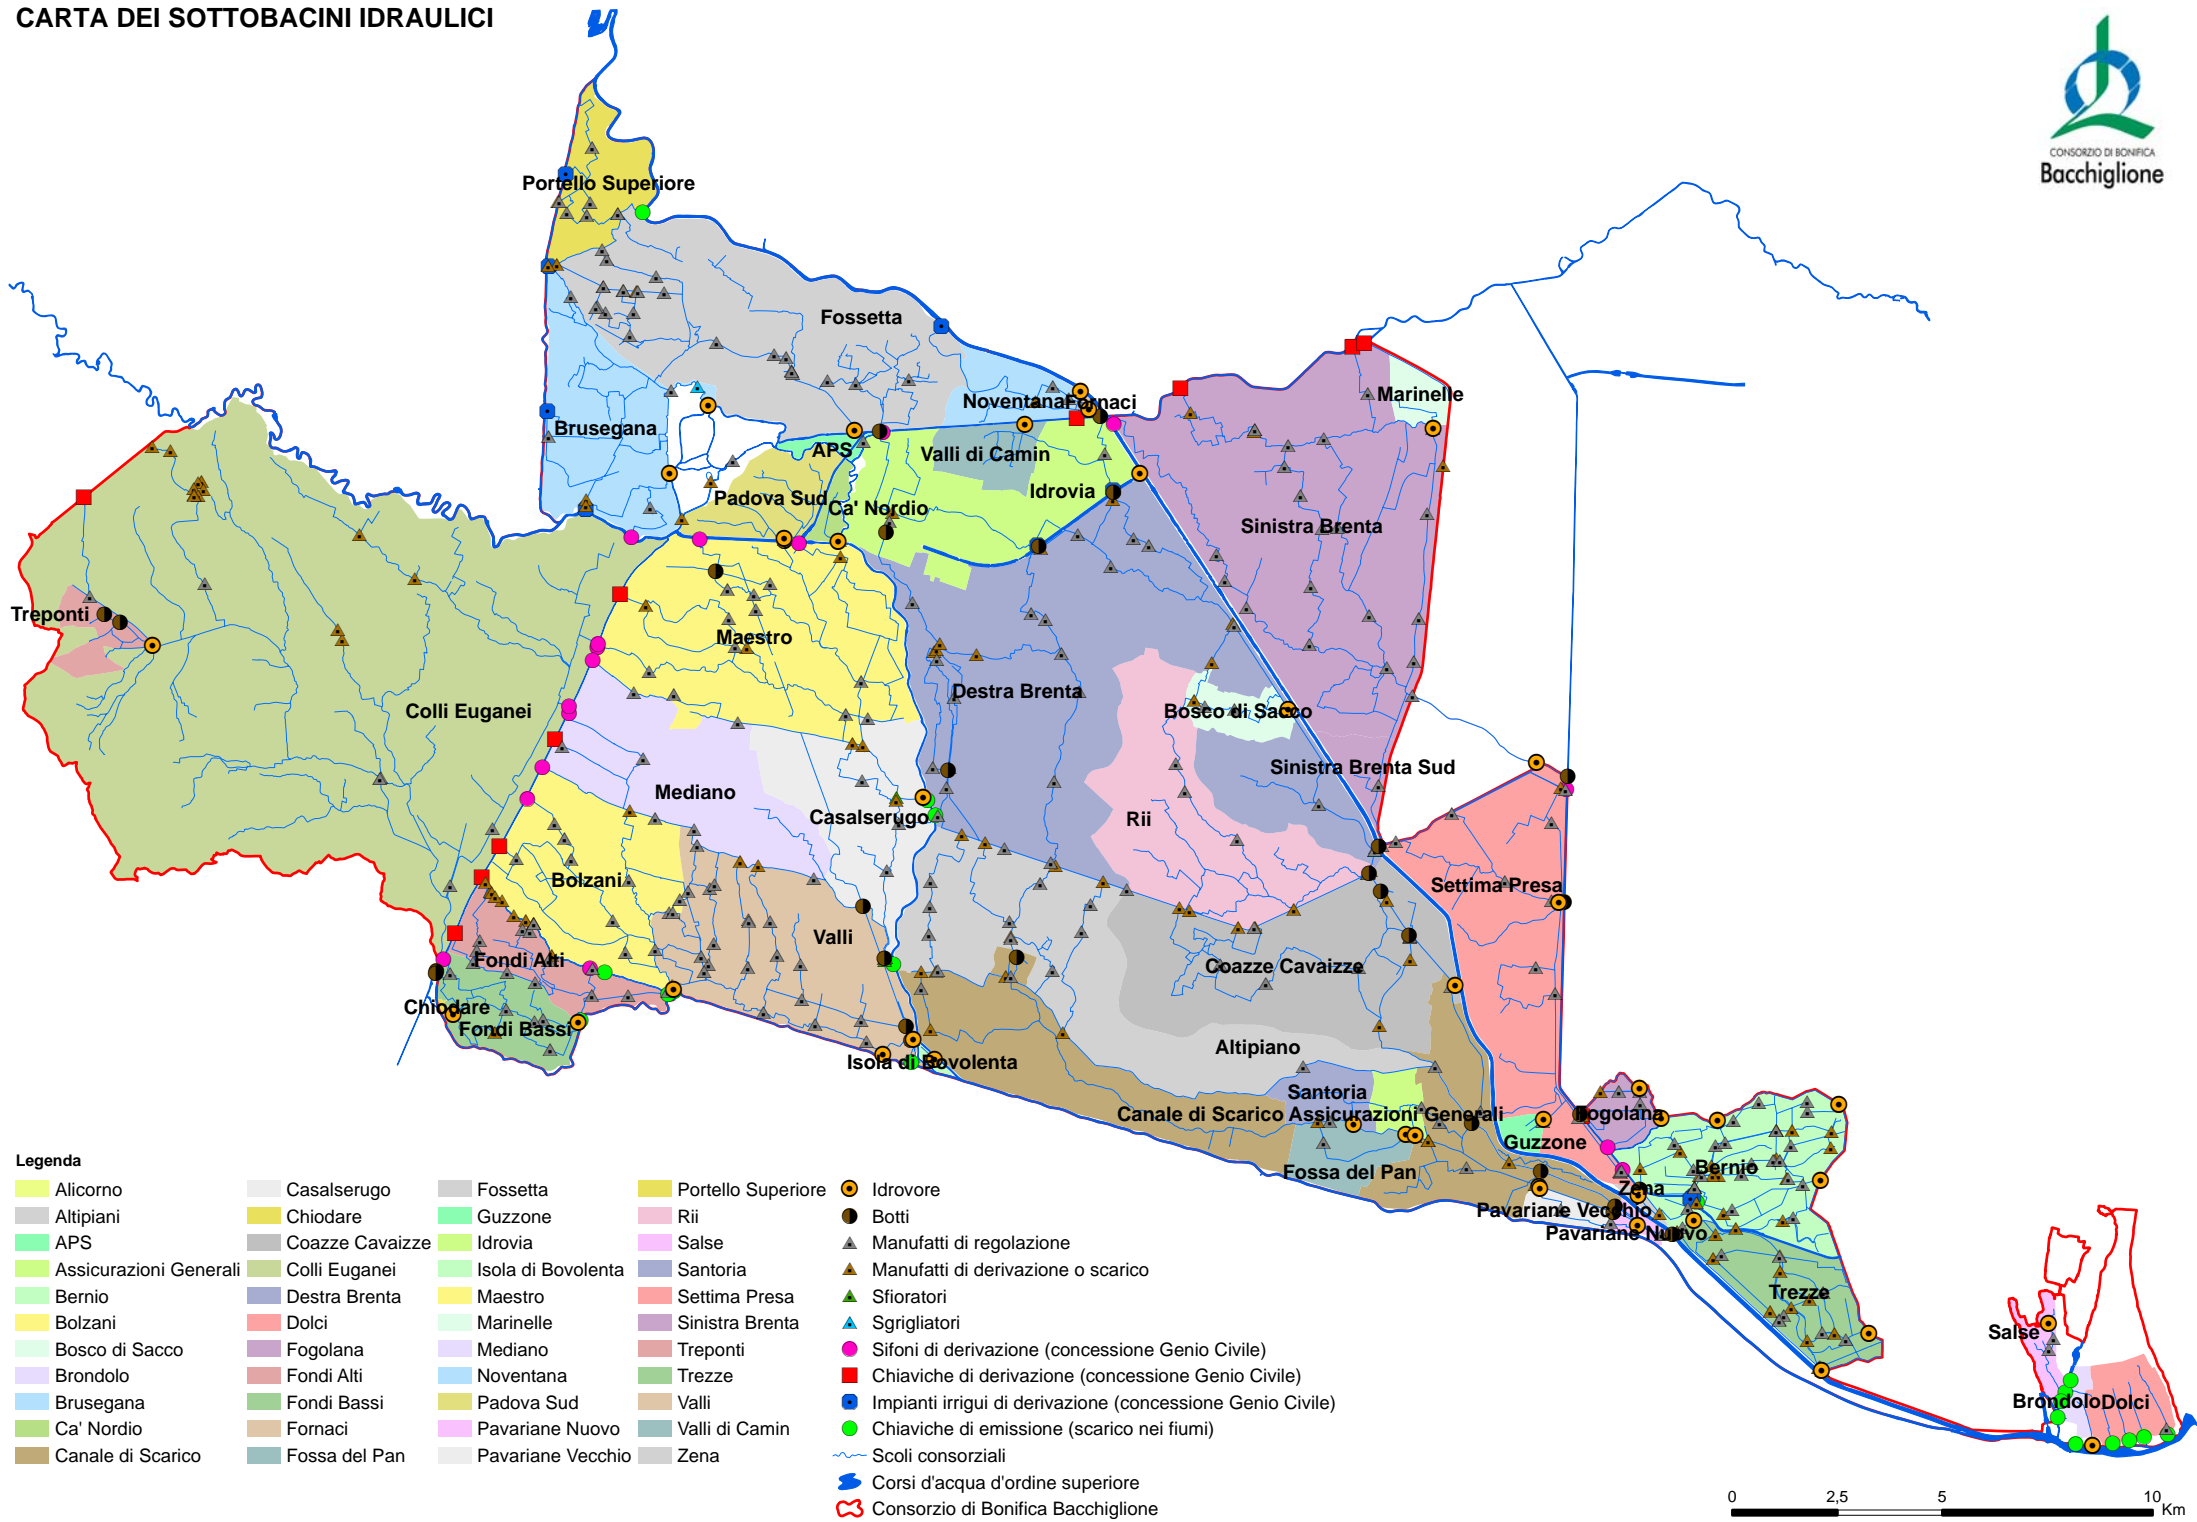 CARTA DEI SOTTOBACINI IDRAULICI
CONSORZIO DI BONIFICA
Bacchiglione
Portello Superiore
Fossetta
Marinelle
Noventana
Fornaci
Brusegana
APS
Valli di Camin
Padova Sud
Ca' Nordio
Idrovia
Sinistra Brenta
Treponti
Maestro
Colli Euganei
Destra Brenta
Bosco di Sacco
Sinistra Brenta Sud
Mediano
Casalserugo
Rii
Bolzani
Settima Presa
Valli
Fondi Alti
Coazze Cavaizze
Chiodare
Fondi Bassi
Altipiano
Isola di Bovolenta
Santoria
Canale di Scarico
Assicurazioni Generali
Fogolana
Guzzone
Fossa del Pan
Bernio
Zena
Pavariane Vecchio
Pavariane Nuovo
Trezze
Salse
Brondolo
Dolci
Legenda
Alicorno
Altipiani
APS
Assicurazioni Generali
Bernio
Bolzani
Bosco di Sacco
Brondolo
Brusegana
Ca' Nordio
Canale di Scarico
Casalserugo
Chiodare
Coazze Cavaizze
Colli Euganei
Destra Brenta
Dolci
Fogolana
Fondi Alti
Fondi Bassi
Fornaci
Fossa del Pan
Fossetta
Guzzone
Idrovia
Isola di Bovolenta
Maestro
Marinelle
Mediano
Noventana
Padova Sud
Pavariane Nuovo
Pavariane Vecchio
Portello Superiore
Rii
Salse
Santoria
Settima Presa
Sinistra Brenta
Treponti
Trezze
Valli
Valli di Camin
Zena
Idrovore
Botti
Manufatti di regolazione
Manufatti di derivazione o scarico
Sfioratori
Sgrigliatori
Sifoni di derivazione (concessione Genio Civile)
Chiaviche di derivazione (concessione Genio Civile)
Impianti irrigui di derivazione (concessione Genio Civile)
Chiaviche di emissione (scarico nei fiumi)
Scoli consorziali
Corsi d'acqua d'ordine superiore
Consorzio di Bonifica Bacchiglione
0 2,5 5 10
Km